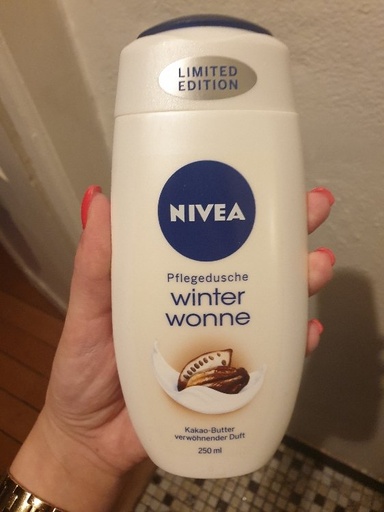 LIMITED
EDITION
NIVEA
Pflegedusche
winter
wonne
Kakao-Butter
verwöhnender Duft
250 ml